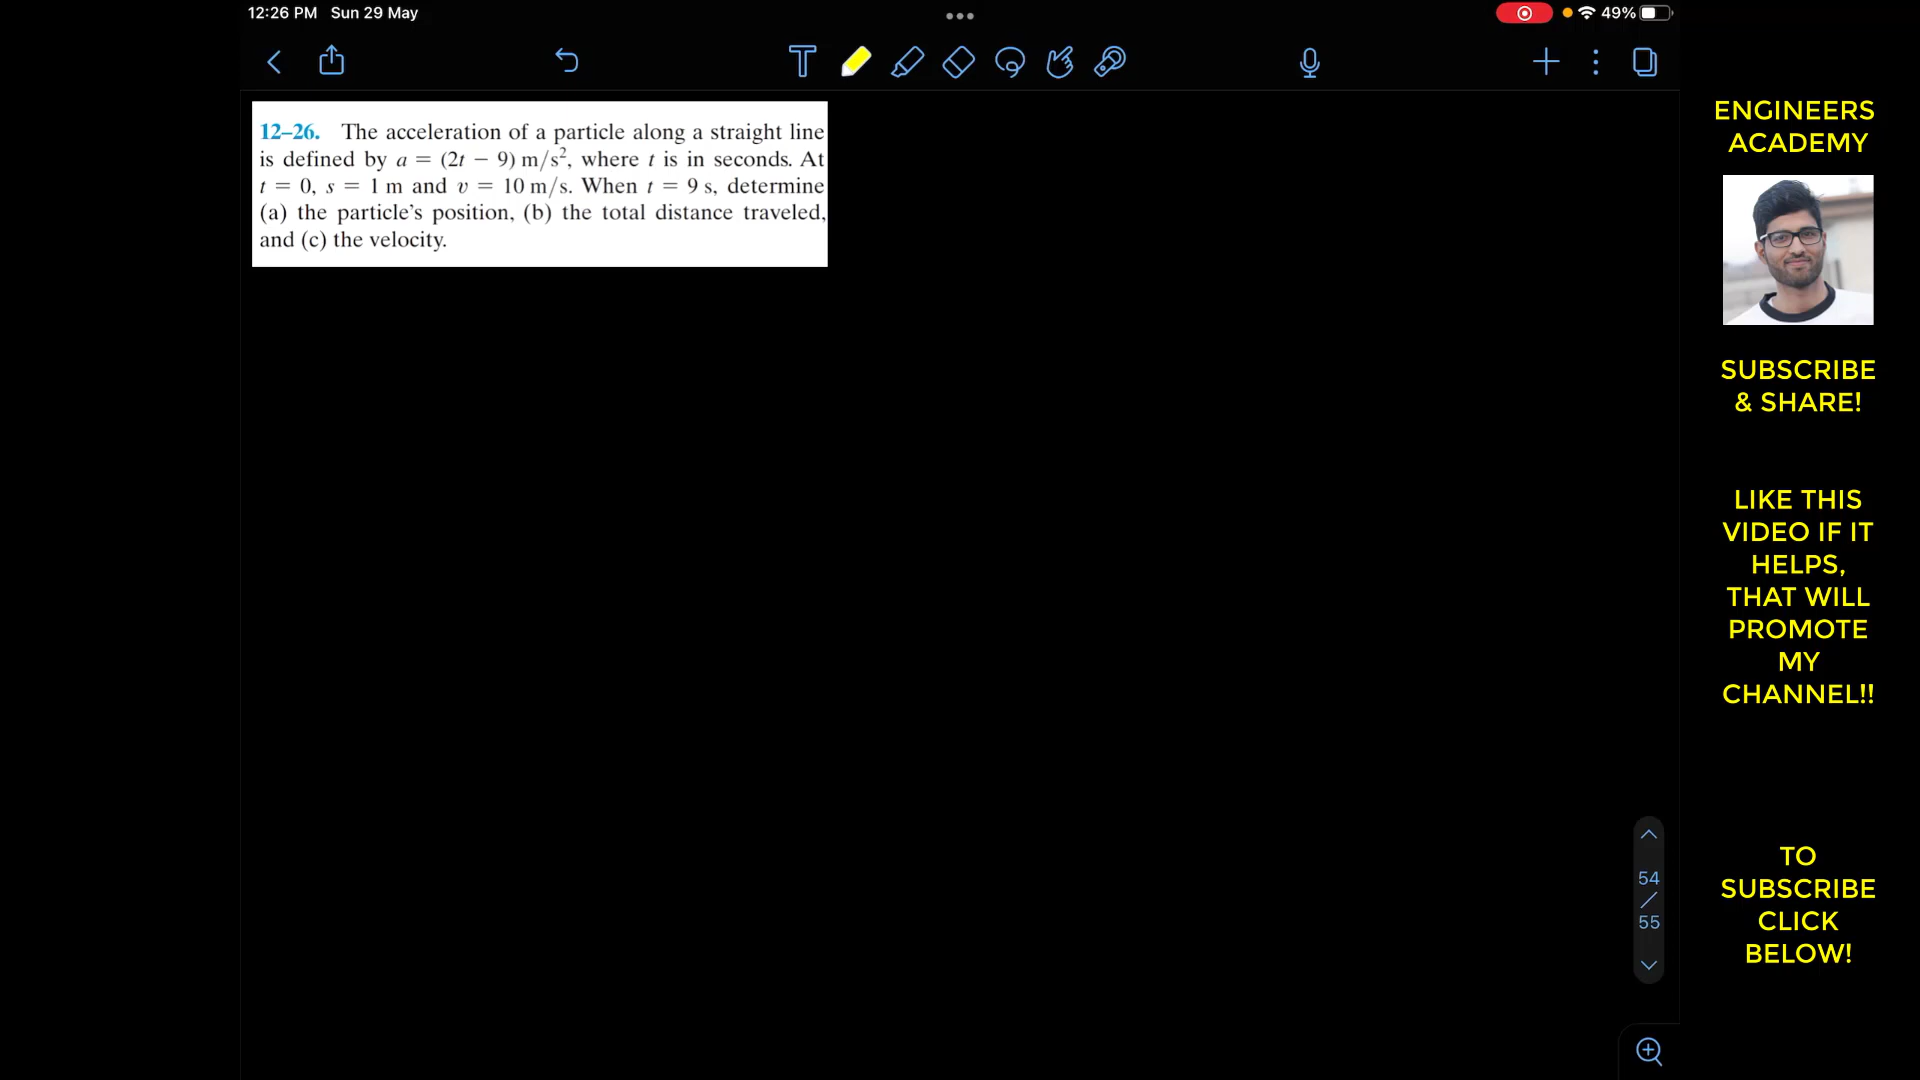 12:26 PM Sun 29 May
49%
12–26. The acceleration of a particle along a straight line
is defined by a = (2t − 9) m/s², where t is in seconds. At
t = 0, s = 1 m and v = 10 m/s. When t = 9 s, determine
(a) the particle's position, (b) the total distance traveled,
and (c) the velocity.
ENGINEERS
ACADEMY
SUBSCRIBE
& SHARE!
LIKE THIS
VIDEO IF IT
HELPS,
THAT WILL
PROMOTE
MY
CHANNEL!!
TO
SUBSCRIBE
CLICK
BELOW!
54
/
55